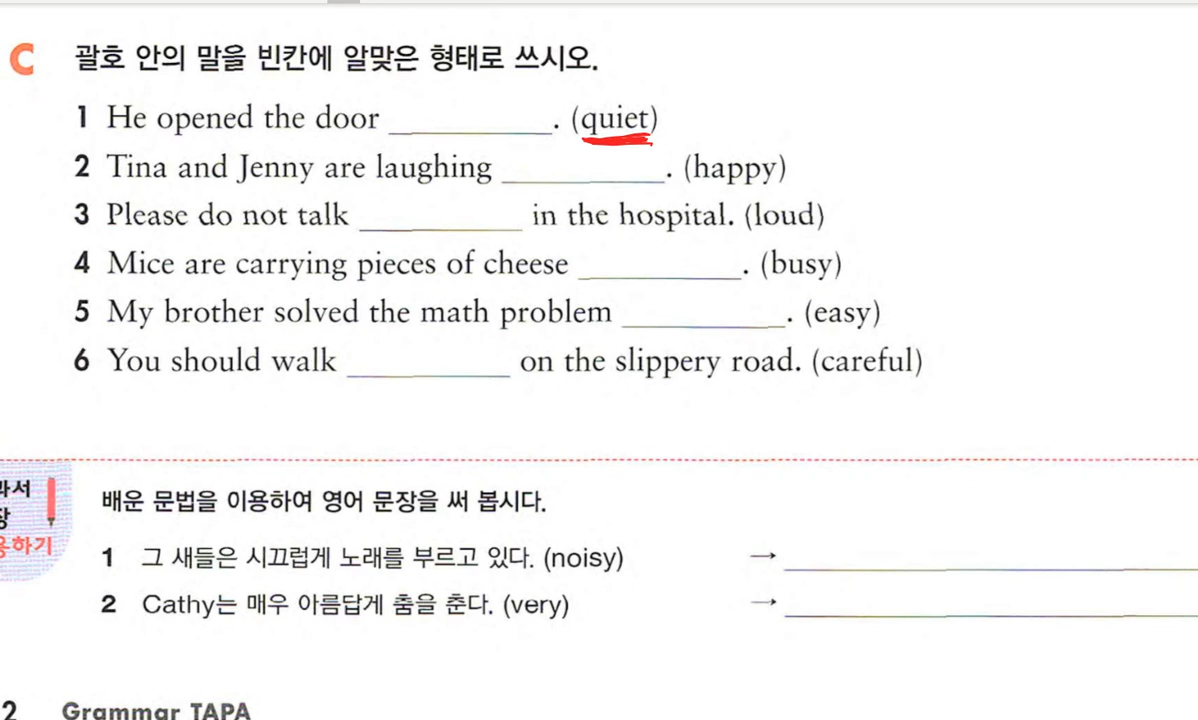 C 괄호 안의 말을 빈칸에 알맞은 형태로 쓰시오.
1 He opened the door __________. (quiet)
2 Tina and Jenny are laughing __________. (happy)
3 Please do not talk __________ in the hospital. (loud)
4 Mice are carrying pieces of cheese __________. (busy)
5 My brother solved the math problem __________. (easy)
6 You should walk __________ on the slippery road. (careful)
배운 문법을 이용하여 영어 문장을 써 봅시다.
1 그 새들은 시끄럽게 노래를 부르고 있다. (noisy) →
2 Cathy는 매우 아름답게 춤을 춘다. (very) →
2 Grammar TAPA